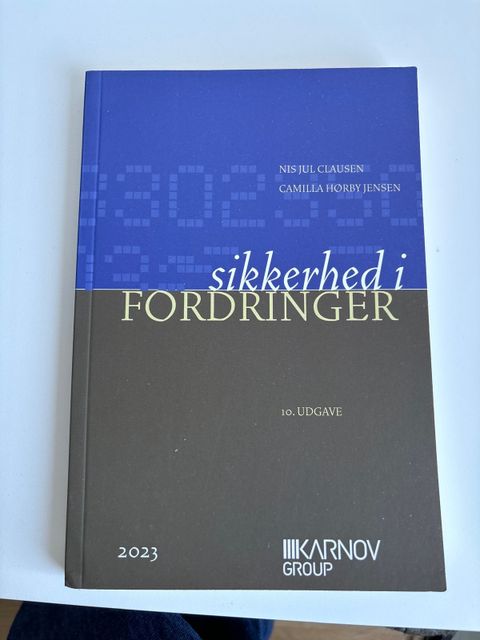 NIS JUL CLAUSEN
CAMILLA HØRBY JENSEN
sikkerhed i
FORDRINGER
10. UDGAVE
2023
KARNOV
GROUP